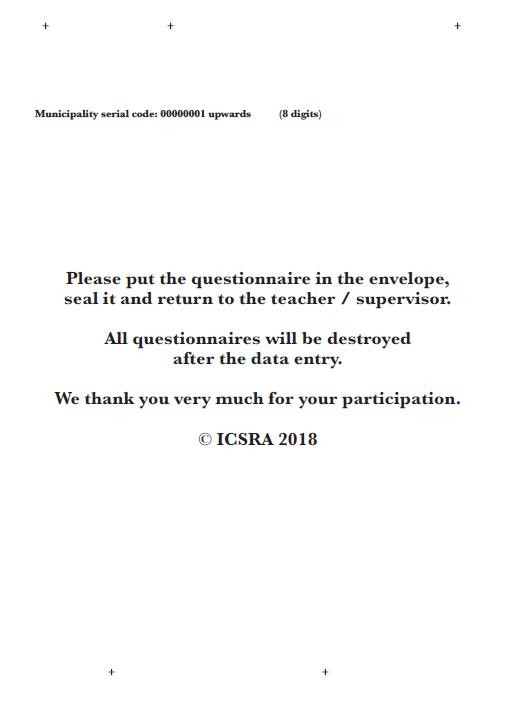 Municipality serial code: 00000001 upwards (8 digits)
Please put the questionnaire in the envelope,
seal it and return to the teacher / supervisor.
All questionnaires will be destroyed
after the data entry.
We thank you very much for your participation.
© ICSRA 2018